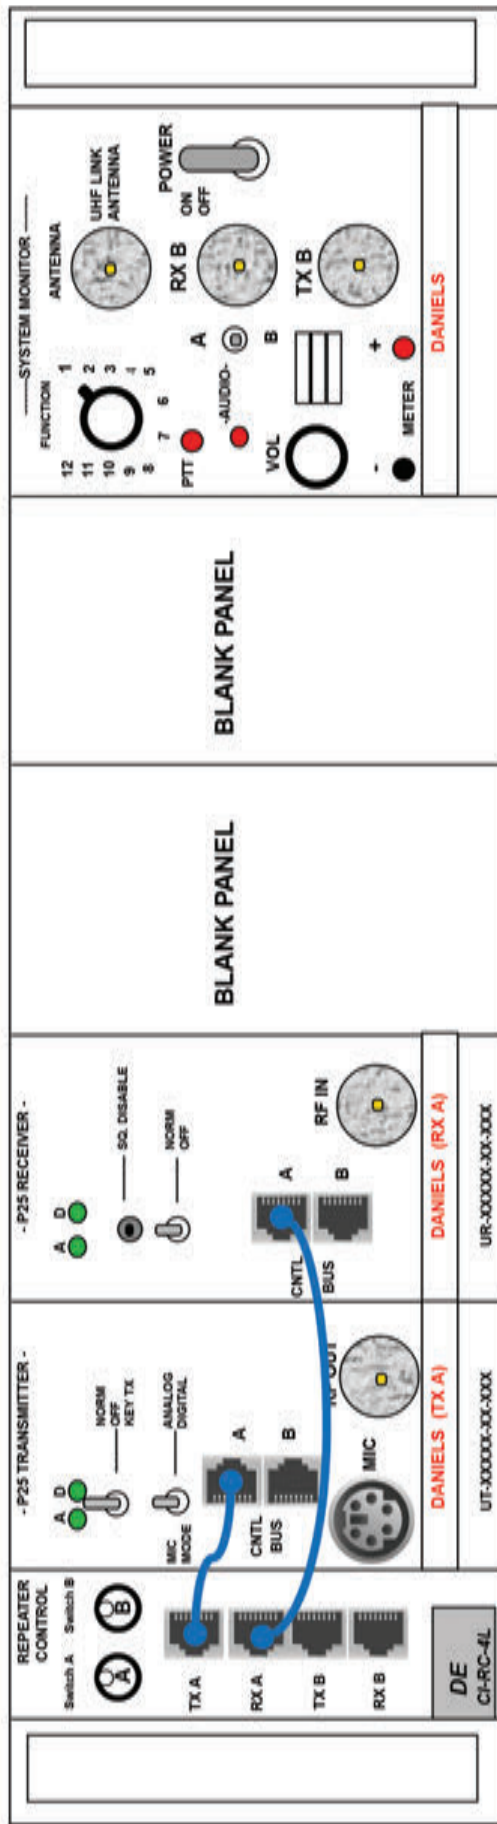 REPEATER
CONTROL
Switch A
Switch B
A
B
TX A
RX A
TX B
RX B
DE
CI-RC-4L
- P25 TRANSMITTER -
A
D
NORM
OFF
KEY TX
MIC
MODE
ANALOG
DIGITAL
CNTL
BUS
A
B
MIC
OUT
DANIELS (TX A)
UT-XXXXX-XX-XXX
- P25 RECEIVER -
A
D
SQ. DISABLE
NORM
OFF
CNTL
BUS
A
B
RF IN
DANIELS (RX A)
UR-XXXXX-XX-XXX
BLANK PANEL
BLANK PANEL
SYSTEM MONITOR
FUNCTION
12
11
10
9
8
1
2
3
4
5
6
7
ANTENNA
UHF LINK
ANTENNA
PTT
-AUDIO-
A
B
RX B
POWER
ON
OFF
VOL
TX B
-
METER
+
DANIELS